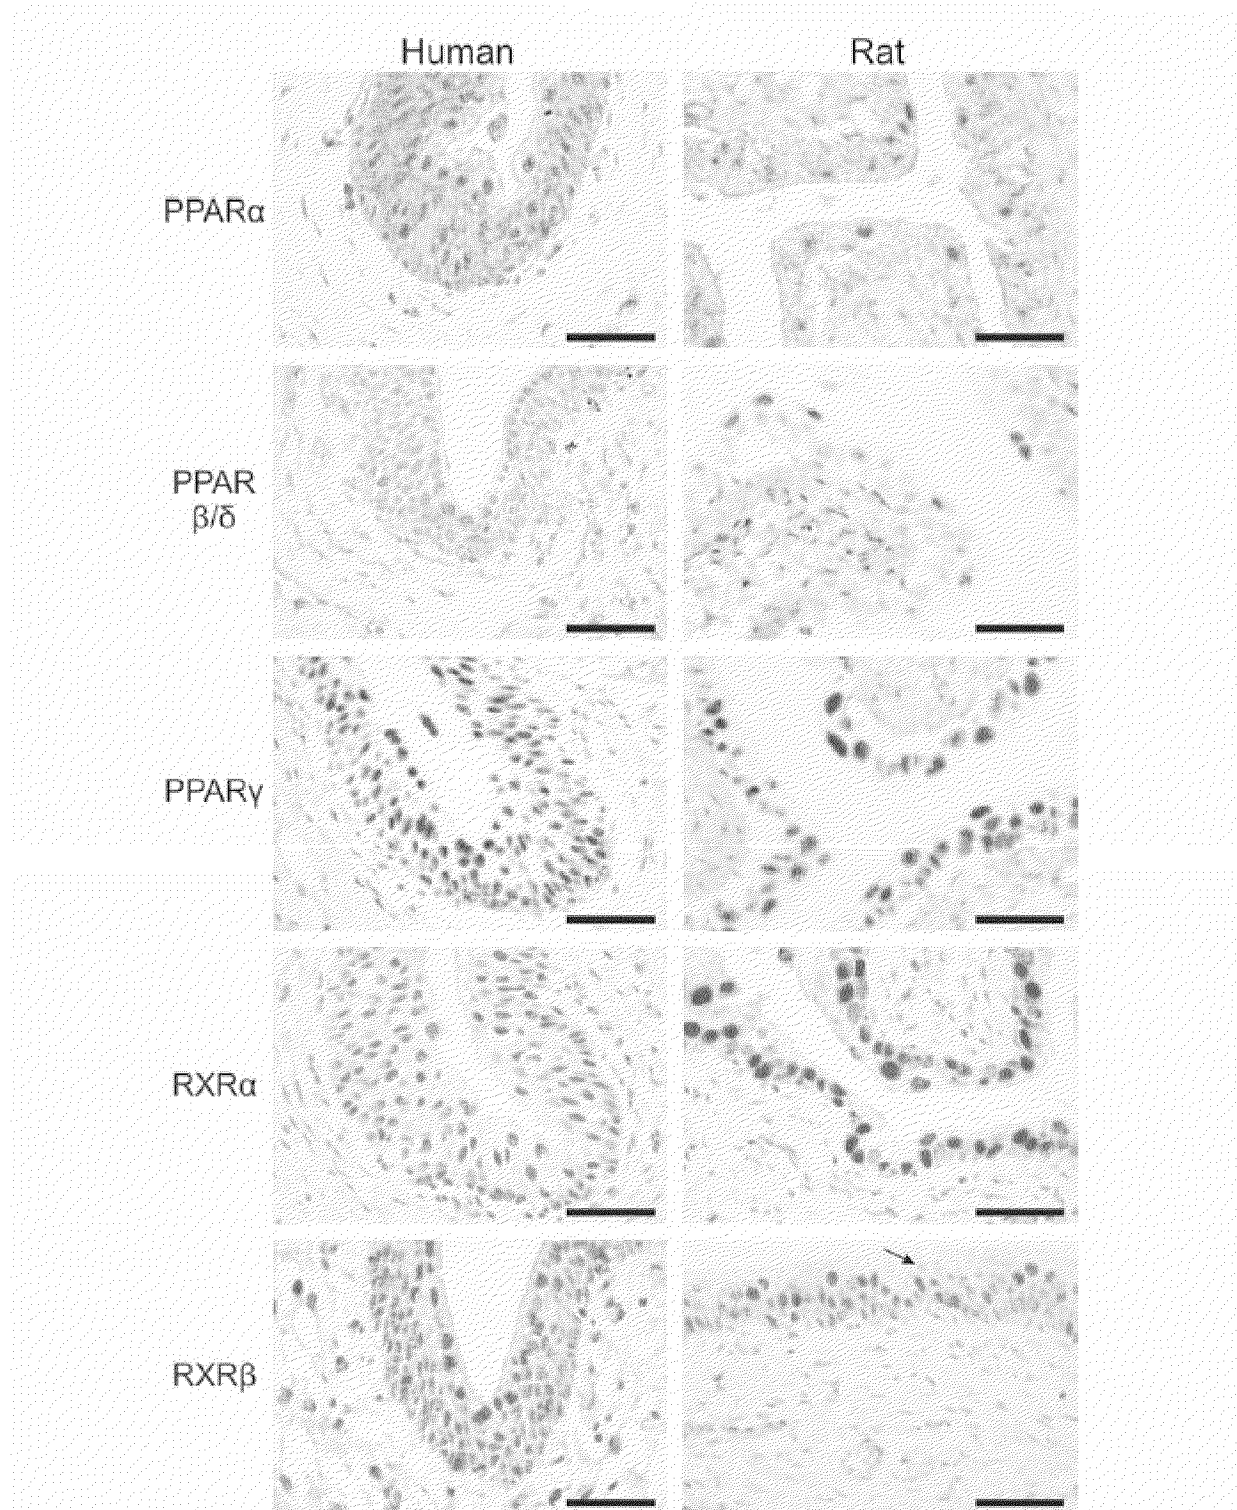 Human Rat
PPARα
PPAR
β/δ
PPARγ
RXRα
RXRβ